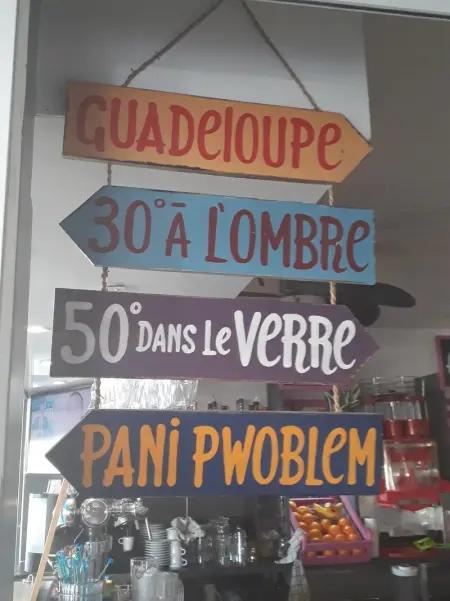 GUADeloUPe
30° Ā L'OMBRe
50° DANS Le VeRRe
PANi PWOBLeM